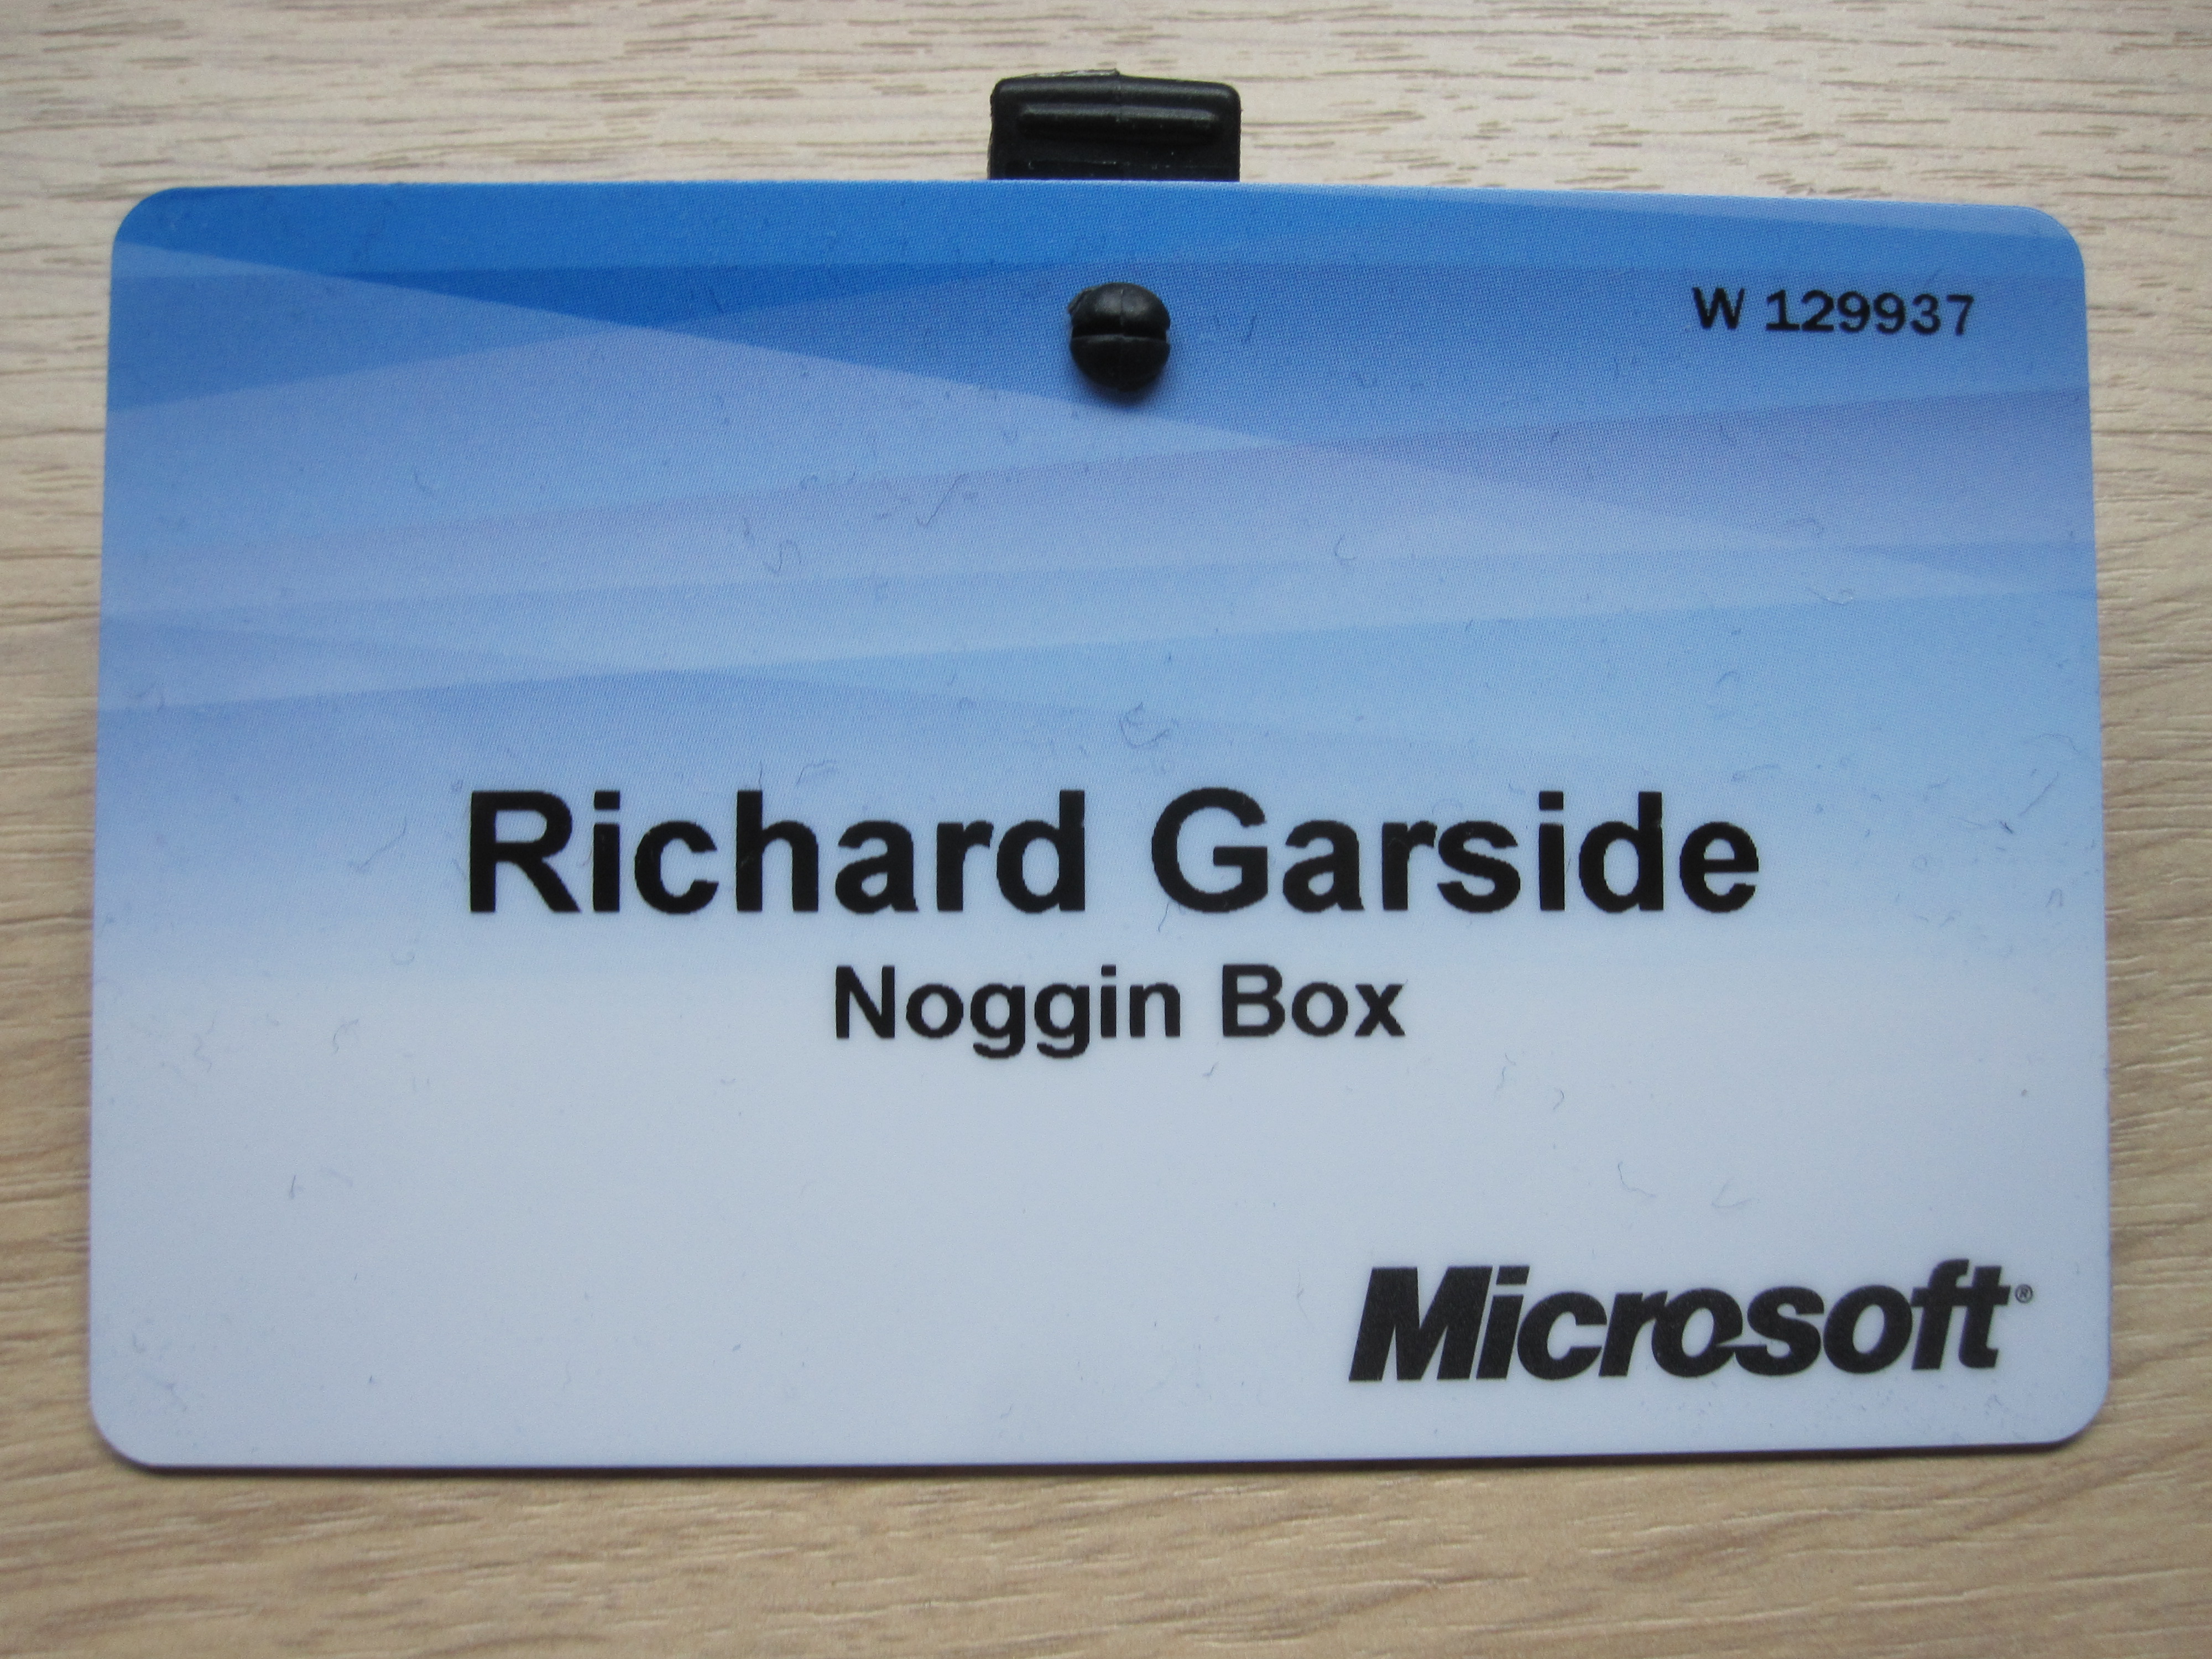 W 129937
Richard Garside
Noggin Box
Microsoft®